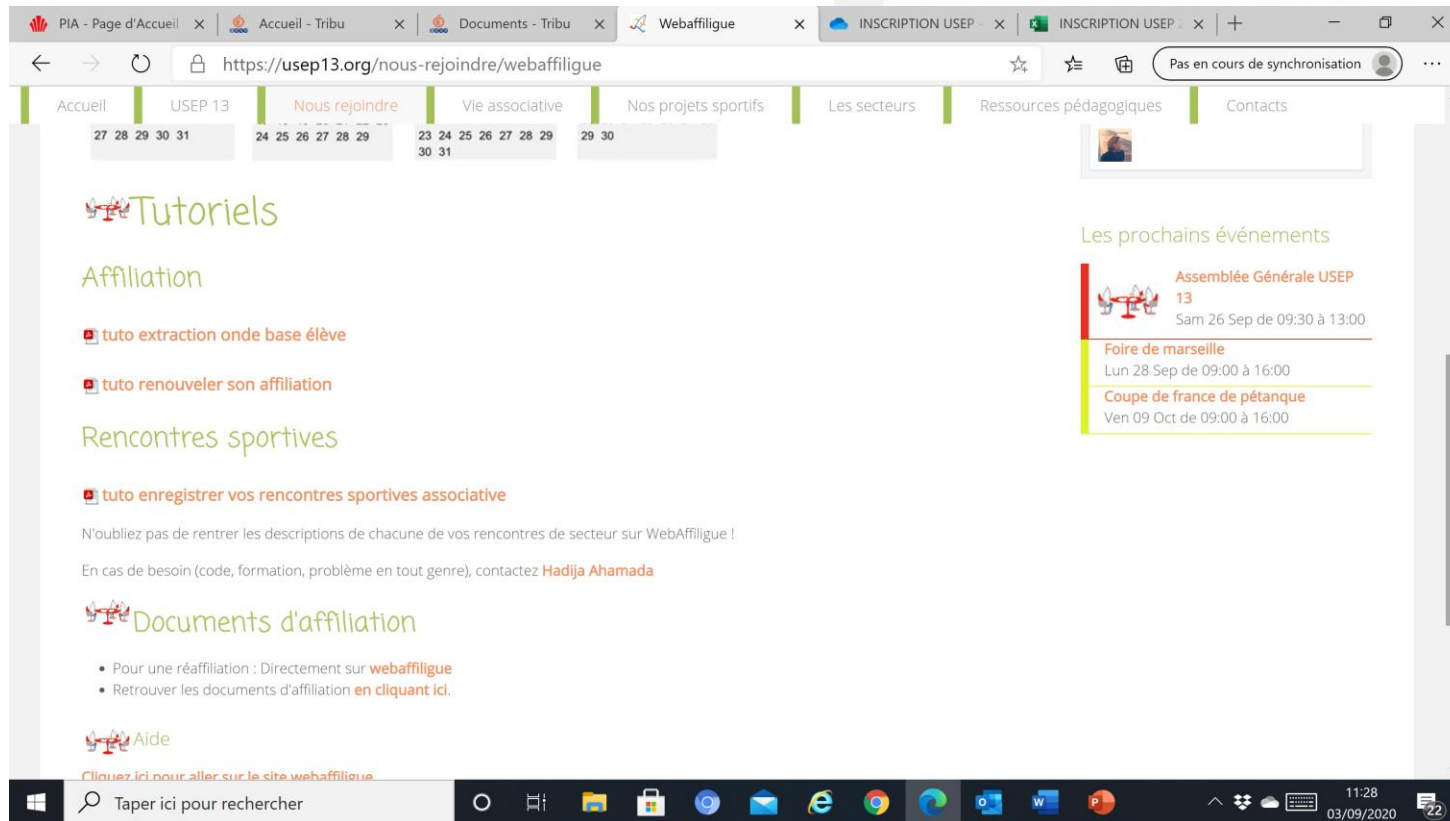 PIA - Page d'Accueil
Accueil - Tribu
Documents - Tribu
Webaffiligue
INSCRIPTION USEP -
INSCRIPTION USEP 2
https://usep13.org/nous-rejoindre/webaffiligue
Pas en cours de synchronisation
Accueil USEP 13 Nous rejoindre Vie associative Nos projets sportifs Les secteurs Ressources pédagogiques Contacts
27 28 29 30 31
24 25 26 27 28 29
23 24 25 26 27 28 29
30 31
29 30
Tutoriels
Affiliation
tuto extraction onde base élève
tuto renouveler son affiliation
Rencontres sportives
tuto enregistrer vos rencontres sportives associative
N'oubliez pas de rentrer les descriptions de chacune de vos rencontres de secteur sur WebAffiligue !
En cas de besoin (code, formation, problème en tout genre), contactez Hadija Ahamada
Documents d'affiliation
• Pour une réaffiliation : Directement sur webaffiligue
• Retrouver les documents d'affiliation en cliquant ici.
Aide
Cliquez ici pour aller sur le site webaffiligue
Les prochains événements
Assemblée Générale USEP
13
Sam 26 Sep de 09:30 à 13:00
Foire de marseille
Lun 28 Sep de 09:00 à 16:00
Coupe de france de pétanque
Ven 09 Oct de 09:00 à 16:00
Taper ici pour rechercher
11:28
03/09/2020
22